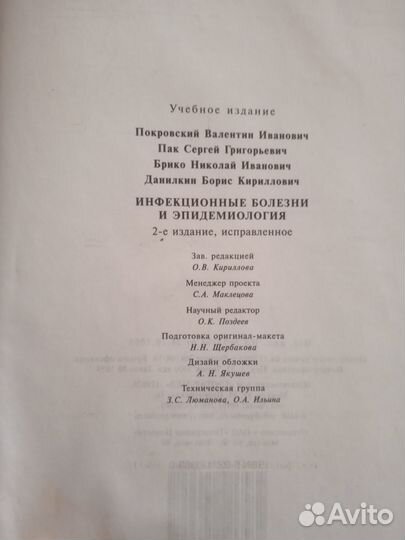 Учебное издание
Покровский Валентин Иванович
Пак Сергей Григорьевич
Брико Николай Иванович
Данилкин Борис Кириллович
ИНФЕКЦИОННЫЕ БОЛЕЗНИ
И ЭПИДЕМИОЛОГИЯ
2-е издание, исправленное
Зав. редакцией
О.В. Кириллова
Менеджер проекта
С.А. Маклецова
Научный редактор
О.К. Поздеев
Подготовка оригинал-макета
Н.Н. Щербакова
Дизайн обложки
А. Н. Якушев
Техническая группа
З.С. Люманова, О.А. Ильина
Avito